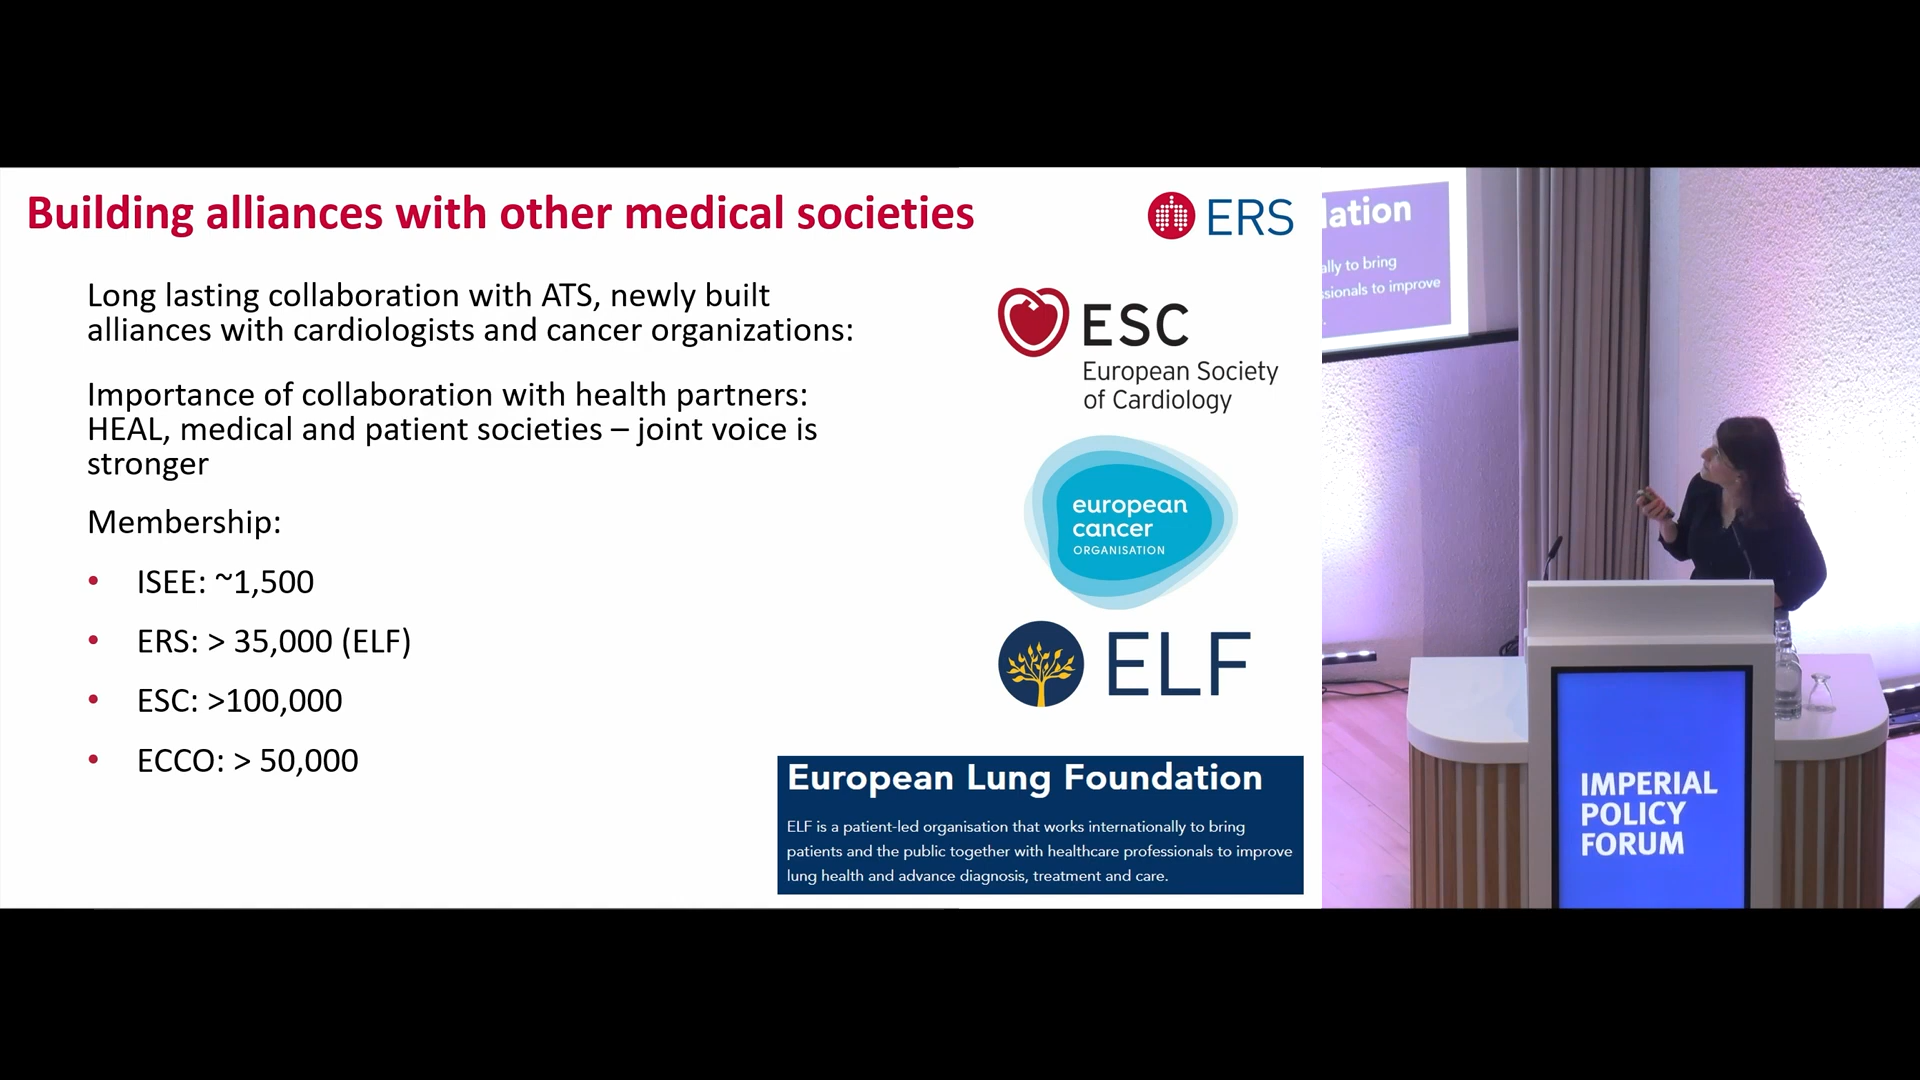 Building alliances with other medical societies
ERS
Long lasting collaboration with ATS, newly built
alliances with cardiologists and cancer organizations:
Importance of collaboration with health partners:
HEAL, medical and patient societies – joint voice is
stronger
Membership:
• ISEE: ~1,500
• ERS: > 35,000 (ELF)
• ESC: >100,000
• ECCO: > 50,000
ESC
European Society
of Cardiology
european
cancer
ORGANISATION
ELF
European Lung Foundation
ELF is a patient-led organisation that works internationally to bring
patients and the public together with healthcare professionals to improve
lung health and advance diagnosis, treatment and care.
lation
ally to bring
sionals to improve
IMPERIAL
POLICY
FORUM